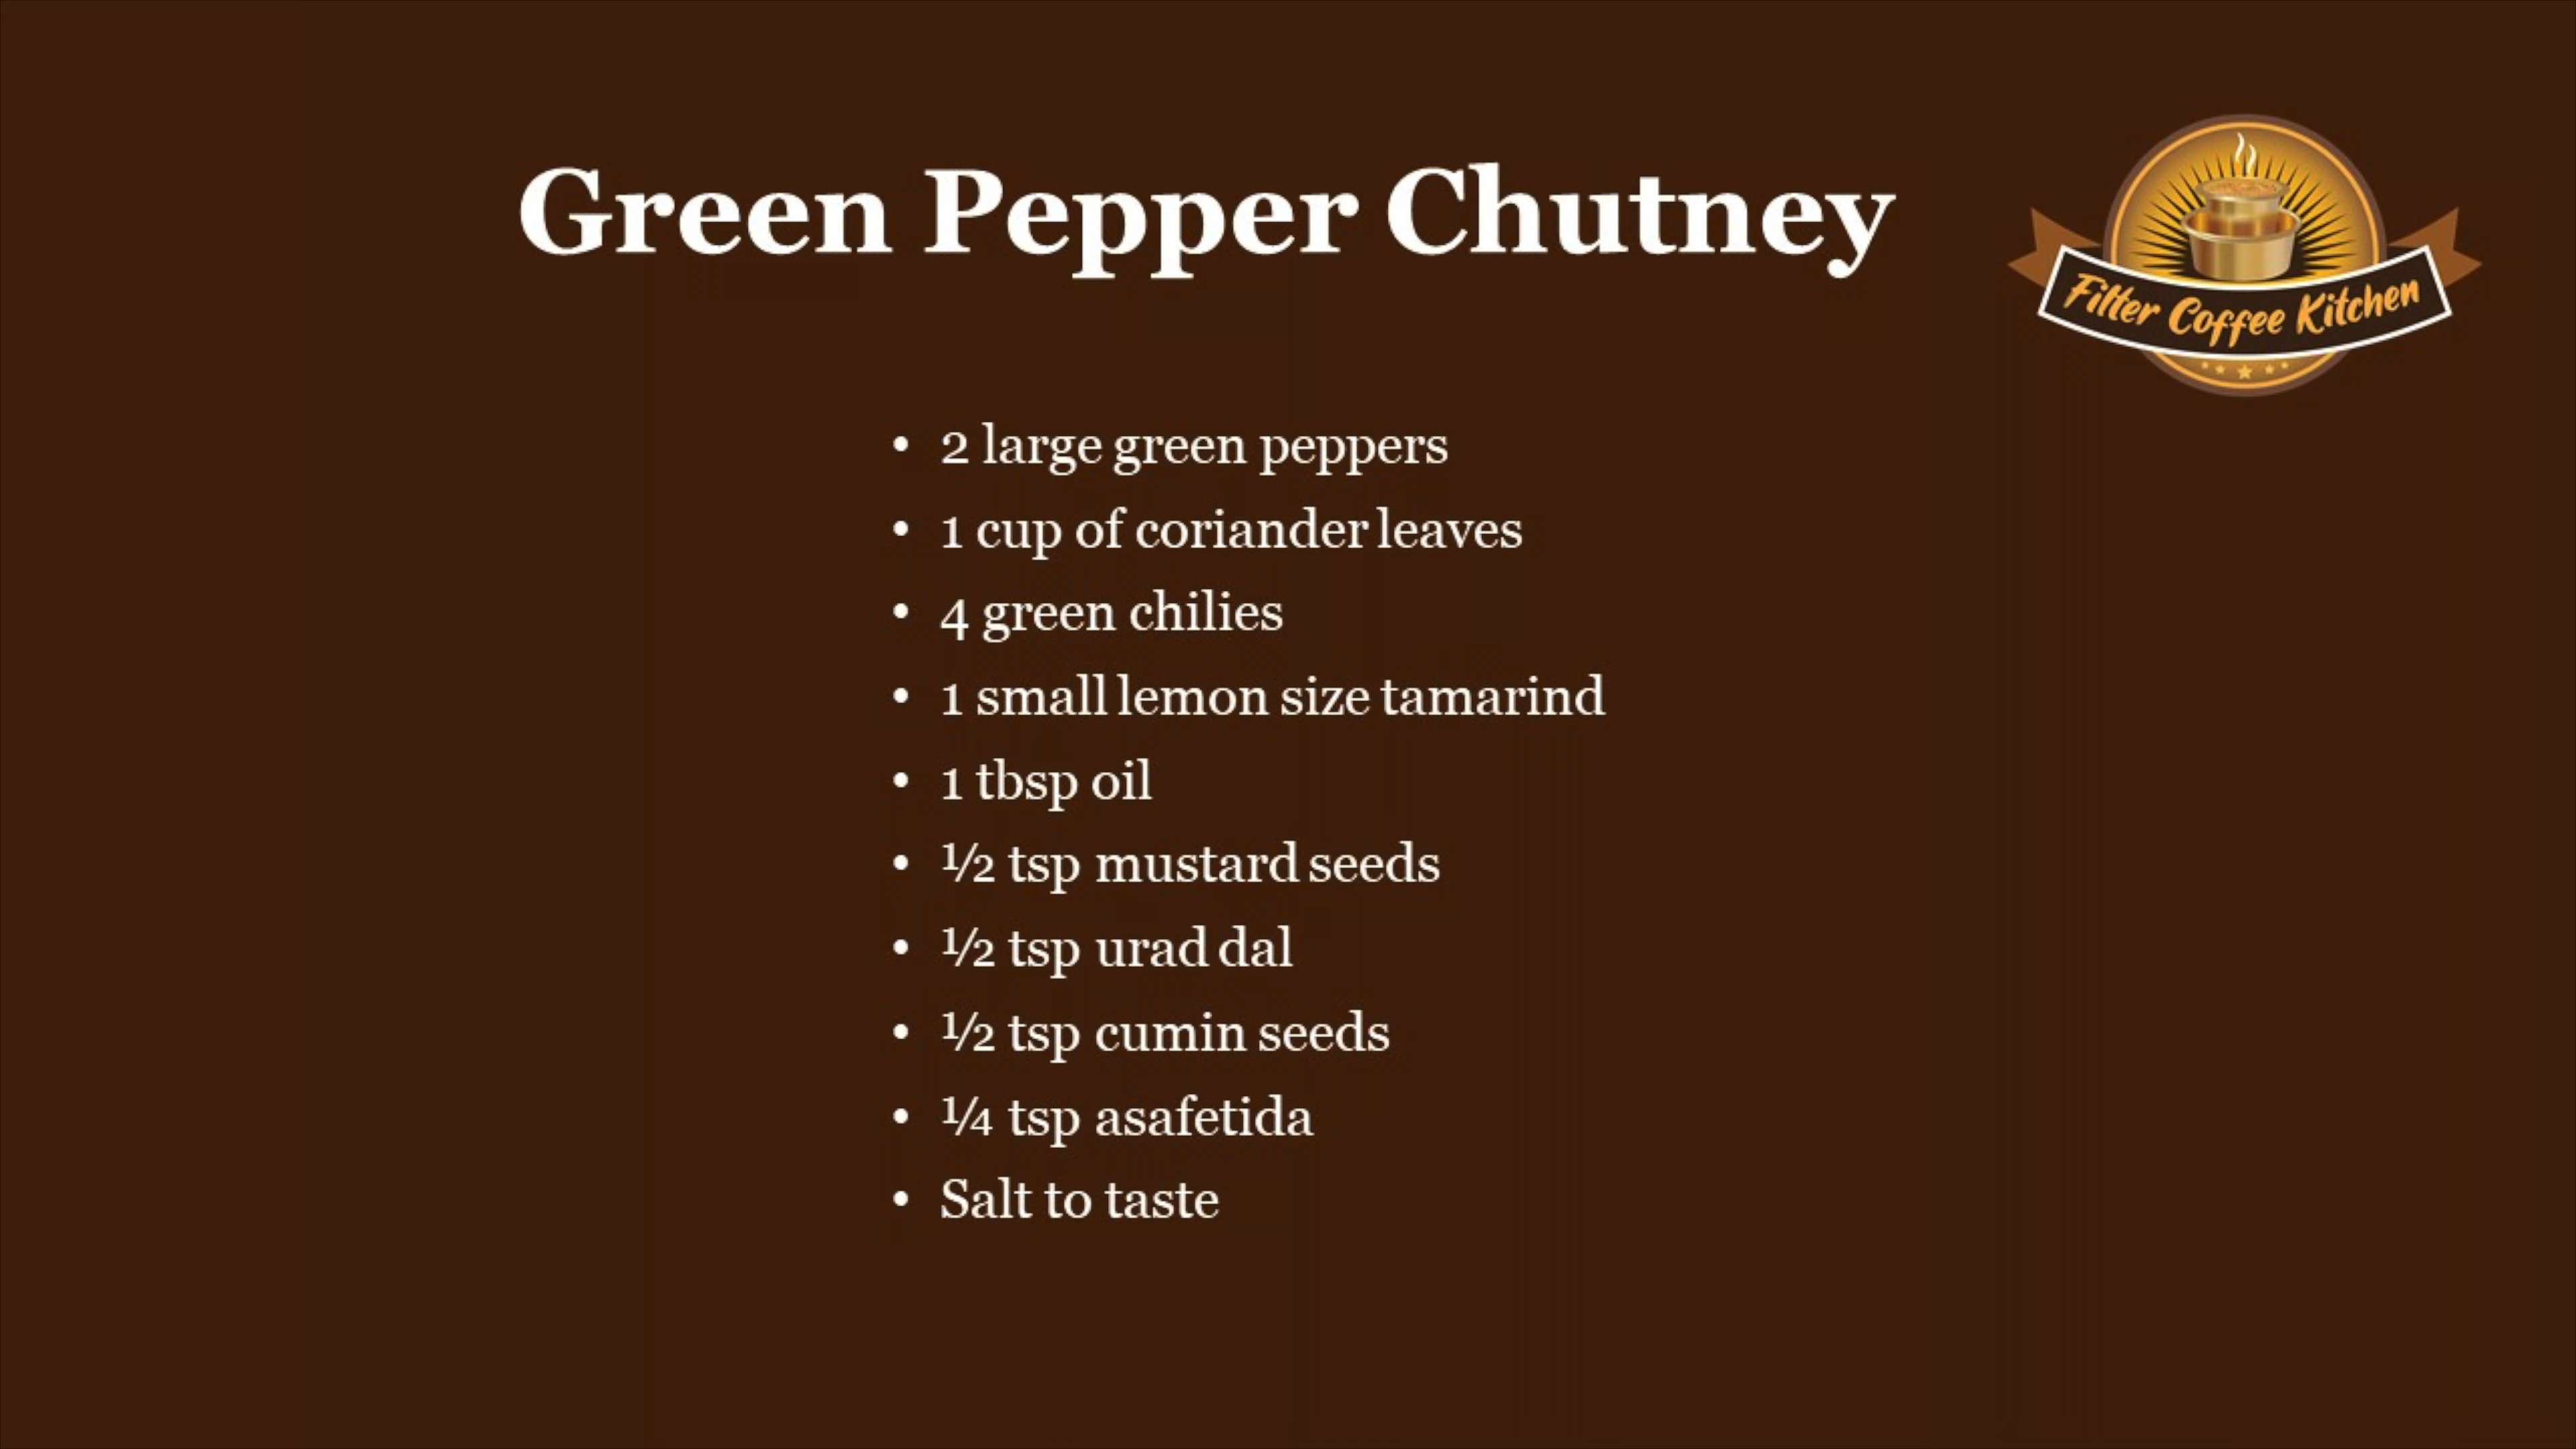 Green Pepper Chutney
Filter Coffee Kitchen
• 2 large green peppers
• 1 cup of coriander leaves
• 4 green chilies
• 1 small lemon size tamarind
• 1 tbsp oil
• ½ tsp mustard seeds
• ½ tsp urad dal
• ½ tsp cumin seeds
• ¼ tsp asafetida
• Salt to taste